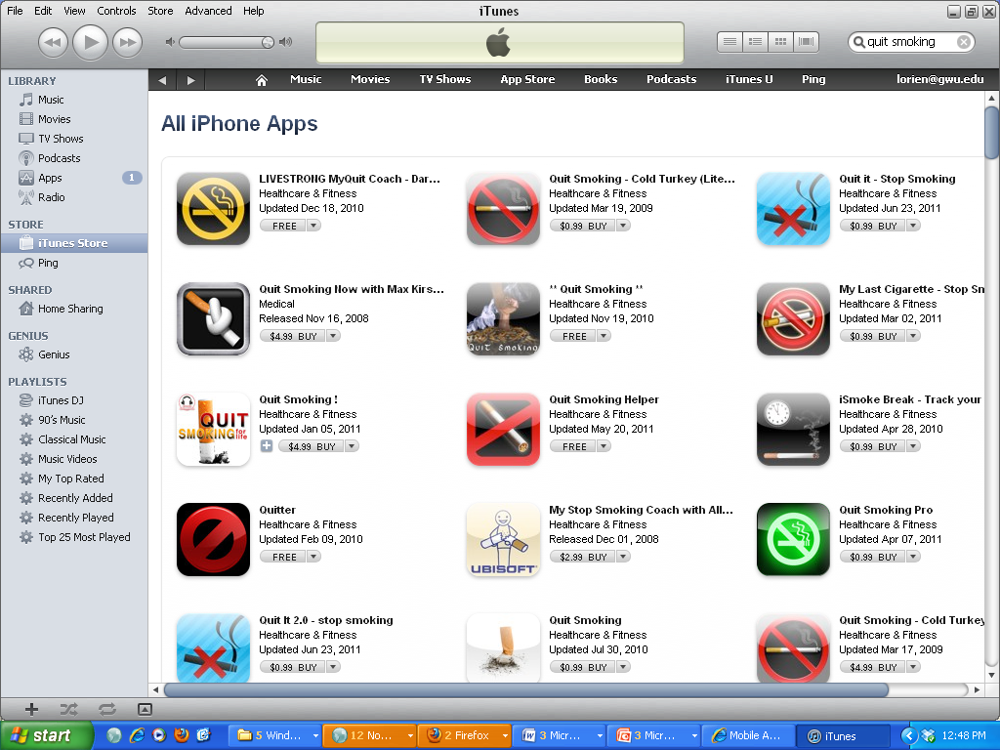 File Edit View Controls Store Advanced Help
iTunes
quit smoking
LIBRARY
Music
Movies
TV Shows
Podcasts
Apps 1
Radio
STORE
iTunes Store
Ping
SHARED
Home Sharing
GENIUS
Genius
PLAYLISTS
iTunes DJ
90's Music
Classical Music
Music Videos
My Top Rated
Recently Added
Recently Played
Top 25 Most Played
Music Movies TV Shows App Store Books Podcasts iTunes U Ping lorien@gwu.edu
All iPhone Apps
LIVESTRONG MyQuit Coach - Dar...
Healthcare & Fitness
Updated Dec 18, 2010
FREE
Quit Smoking - Cold Turkey (Lite...
Healthcare & Fitness
Updated Mar 19, 2009
$0.99 BUY
Quit it - Stop Smoking
Healthcare & Fitness
Updated Jun 23, 2011
$0.99 BUY
Quit Smoking Now with Max Kirs...
Medical
Released Nov 16, 2008
$4.99 BUY
Quit Smoking
** Quit Smoking **
Healthcare & Fitness
Updated Nov 19, 2010
FREE
My Last Cigarette - Stop Sn
Healthcare & Fitness
Updated Mar 02, 2011
$0.99 BUY
QUIT
SMOKING for life
Quit Smoking !
Healthcare & Fitness
Updated Jan 05, 2011
$4.99 BUY
Quit Smoking Helper
Healthcare & Fitness
Updated May 20, 2011
FREE
iSmoke Break - Track your
Healthcare & Fitness
Updated Apr 28, 2010
$0.99 BUY
Quitter
Healthcare & Fitness
Updated Feb 09, 2010
FREE
UBISOFT
My Stop Smoking Coach with All...
Healthcare & Fitness
Released Dec 01, 2008
$2.99 BUY
Quit Smoking Pro
Healthcare & Fitness
Updated Apr 07, 2011
$0.99 BUY
Quit It 2.0 - stop smoking
Healthcare & Fitness
Updated Jun 23, 2011
$0.99 BUY
Quit Smoking
Healthcare & Fitness
Updated Jul 30, 2010
$0.99 BUY
Quit Smoking - Cold Turkey
Healthcare & Fitness
Updated Mar 17, 2009
$4.99 BUY
start 5 Wind... 12 No... 2 Firefox 3 Micr... 3 Micr... Mobile A... iTunes 12:48 PM